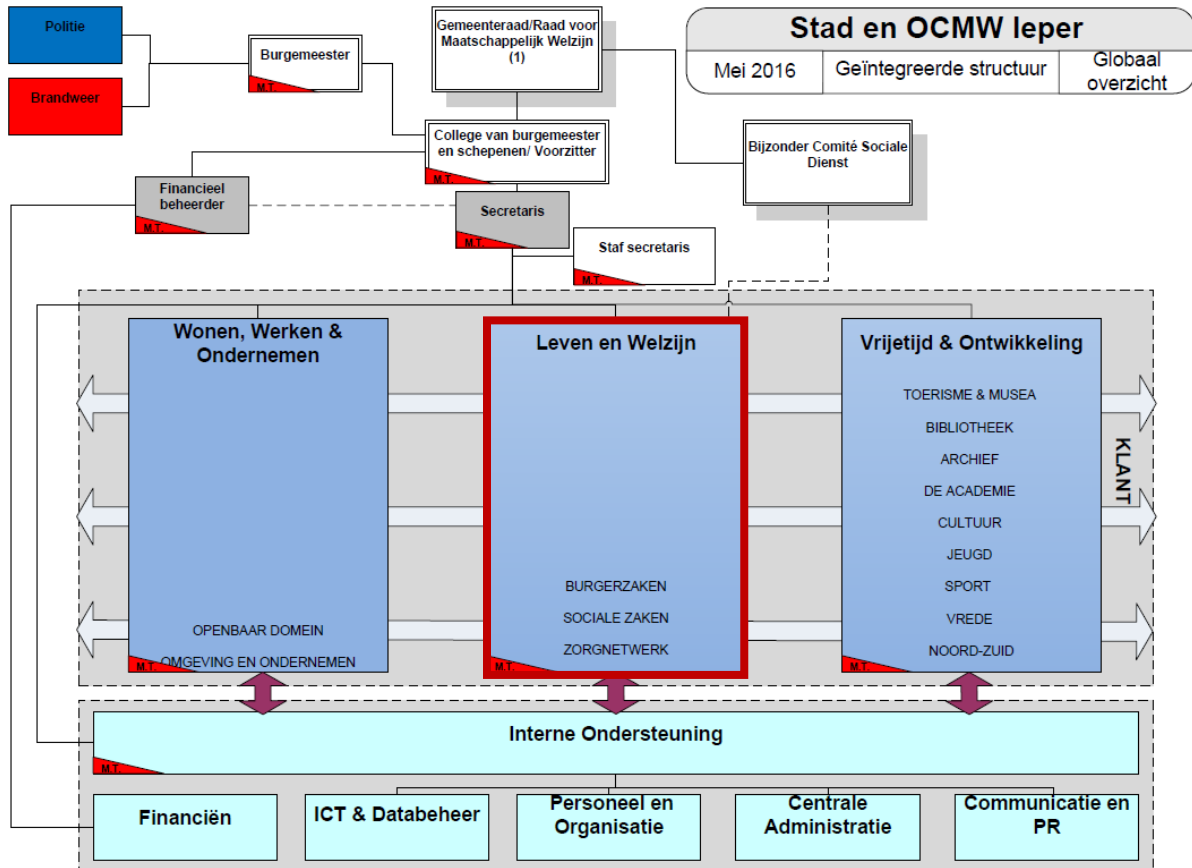 Politie
Brandweer
Burgemeester
M.T.
Gemeenteraad/Raad voor
Maatschappelijk Welzijn
(1)
Stad en OCMW Ieper
Mei 2016
Geïntegreerde structuur
Globaal
overzicht
College van burgemeester
en schepenen/ Voorzitter
M.T.
Bijzonder Comité Sociale
Dienst
Financieel
beheerder
M.T.
Secretaris
M.T.
Staf secretaris
M.T.
Wonen, Werken &
Ondernemen
OPENBAAR DOMEIN
OMGEVING EN ONDERNEMEN
M.T.
Leven en Welzijn
BURGERZAKEN
SOCIALE ZAKEN
ZORGNETWERK
M.T.
Vrijetijd & Ontwikkeling
TOERISME & MUSEA
BIBLIOTHEEK
ARCHIEF
DE ACADEMIE
CULTUUR
JEUGD
SPORT
VREDE
NOORD-ZUID
M.T.
KLANT
Interne Ondersteuning
M.T.
Financiën
ICT & Databeheer
Personeel en
Organisatie
Centrale
Administratie
Communicatie en
PR